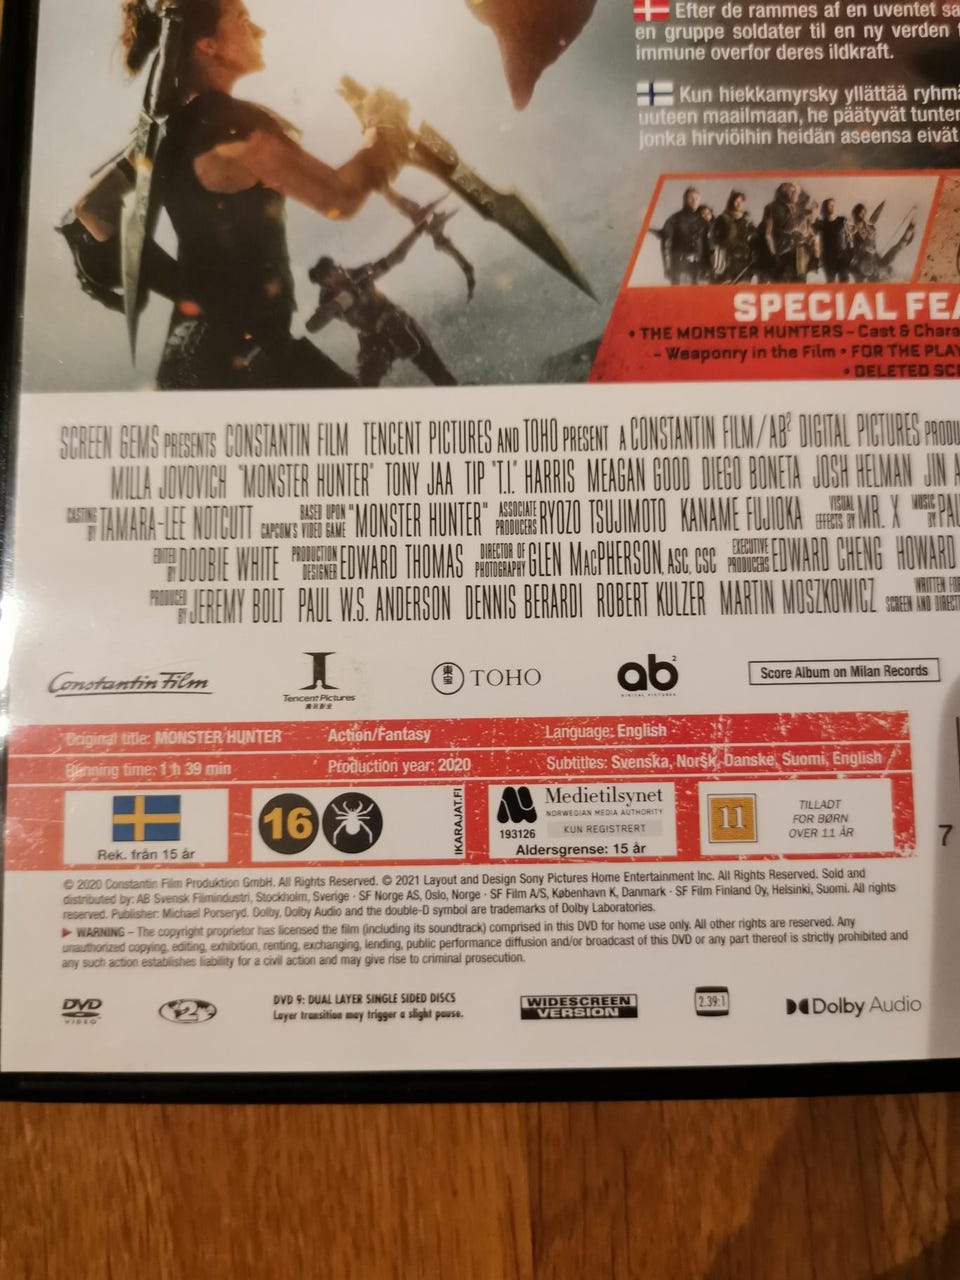 Efter de rammes af en uventet sa
en gruppe soldater til en ny verden
immune overfor deres ildkraft.
Kun hiekkamyrsky yllättää ryhmä
uuteen maailmaan, he päätyvät tunter
jonka hirviöihin heidän aseensa eivät
SPECIAL FEA
• THE MONSTER HUNTERS – Cast & Chara
– Weaponry in the Film • FOR THE PLAY
• DELETED SCE
SCREEN GEMS PRESENTS CONSTANTIN FILM TENCENT PICTURES AND TOHO PRESENT A CONSTANTIN FILM/AB² DIGITAL PICTURES PRODU
MILLA JOVOVICH "MONSTER HUNTER" TONY JAA TIP "T.I." HARRIS MEAGAN GOOD DIEGO BONETA JOSH HELMAN JIN A
CASTING BY TAMARA-LEE NOTCUTT BASED UPON CAPCOM'S VIDEO GAME "MONSTER HUNTER" ASSOCIATE PRODUCERS RYOZO TSUJIMOTO KANAME FUJIOKA VISUAL EFFECTS BY MR. X MUSIC BY PAU
EDITED BY DOOBIE WHITE PRODUCTION DESIGNER EDWARD THOMAS DIRECTOR OF PHOTOGRAPHY GLEN MacPHERSON, ASC, CSC EXECUTIVE PRODUCERS EDWARD CHENG HOWARD
PRODUCED BY JEREMY BOLT PAUL W.S. ANDERSON DENNIS BERARDI ROBERT KULZER MARTIN MOSZKOWICZ WRITTEN FOR SCREEN AND DIRECT
Constantin Film
Tencent Pictures
腾讯影业
東宝 TOHO
ab²
DIGITAL PICTURES
Score Album on Milan Records
Original title: MONSTER HUNTER Action/Fantasy Language: English
Running time: 1 h 39 min Production year: 2020 Subtitles: Svenska, Norsk, Danske, Suomi, English
Rek. från 15 år
16
IKARAJAT.FI
Medietilsynet
NORWEGIAN MEDIA AUTHORITY
193126 KUN REGISTRERT
Aldersgrense: 15 år
11
TILLADT
FOR BØRN
OVER 11 ÅR
7
© 2020 Constantin Film Produktion GmbH. All Rights Reserved. © 2021 Layout and Design Sony Pictures Home Entertainment Inc. All Rights Reserved. Sold and
distributed by: AB Svensk Filmindustri, Stockholm, Sverige · SF Norge AS, Oslo, Norge · SF Film A/S, København K, Danmark · SF Film Finland Oy, Helsinki, Suomi. All rights
reserved. Publisher: Michael Porseryd. Dolby, Dolby Audio and the double-D symbol are trademarks of Dolby Laboratories.
WARNING – The copyright proprietor has licensed the film (including its soundtrack) comprised in this DVD for home use only. All other rights are reserved. Any
unauthorized copying, editing, exhibition, renting, exchanging, lending, public performance diffusion and/or broadcast of this DVD or any part thereof is strictly prohibited and
any such action establishes liability for a civil action and may give rise to criminal prosecution.
DVD
VIDEO
2
DVD 9: DUAL LAYER SINGLE SIDED DISCS
Layer transition may trigger a slight pause.
WIDESCREEN
VERSION
2.39:1
Dolby Audio